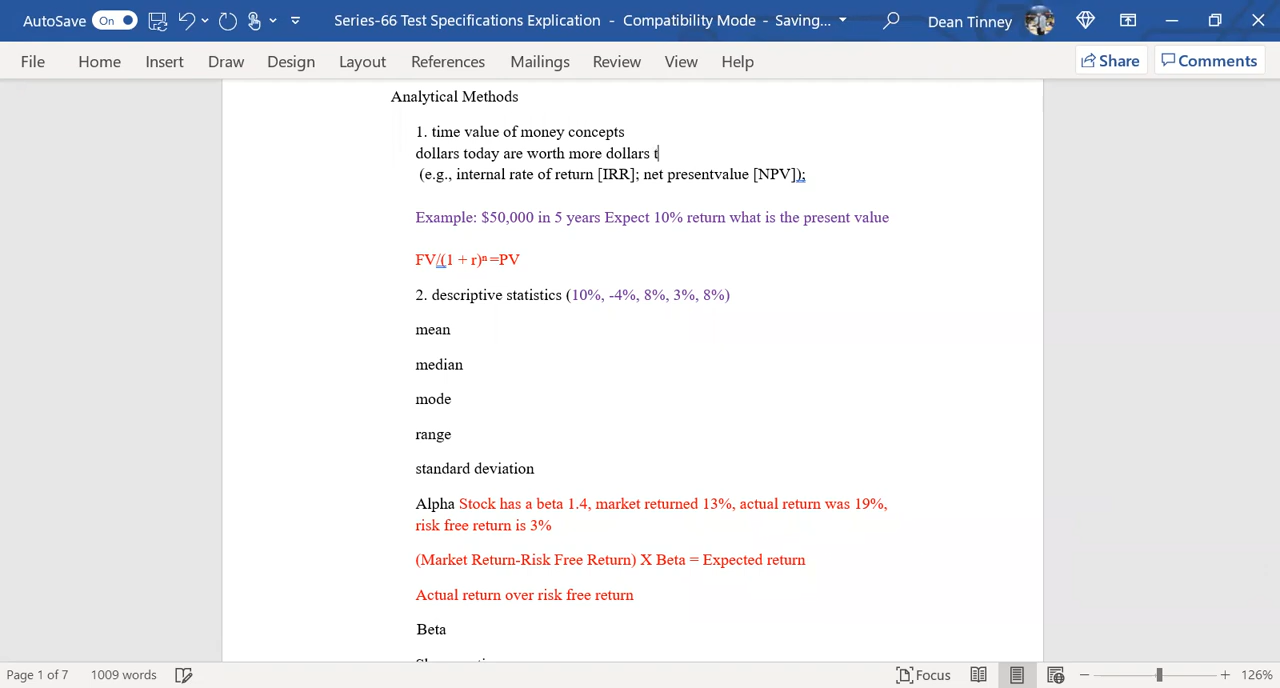 AutoSave On Series-66 Test Specifications Explication - Compatibility Mode - Saving... Dean Tinney
File Home Insert Draw Design Layout References Mailings Review View Help Share Comments
Analytical Methods
1. time value of money concepts
dollars today are worth more dollars t
(e.g., internal rate of return [IRR]; net presentvalue [NPV]);
Example: $50,000 in 5 years Expect 10% return what is the present value
FV/(1 + r)ⁿ =PV
2. descriptive statistics (10%, -4%, 8%, 3%, 8%)
mean
median
mode
range
standard deviation
Alpha Stock has a beta 1.4, market returned 13%, actual return was 19%,
risk free return is 3%
(Market Return-Risk Free Return) X Beta = Expected return
Actual return over risk free return
Beta
Page 1 of 7 1009 words Focus 126%